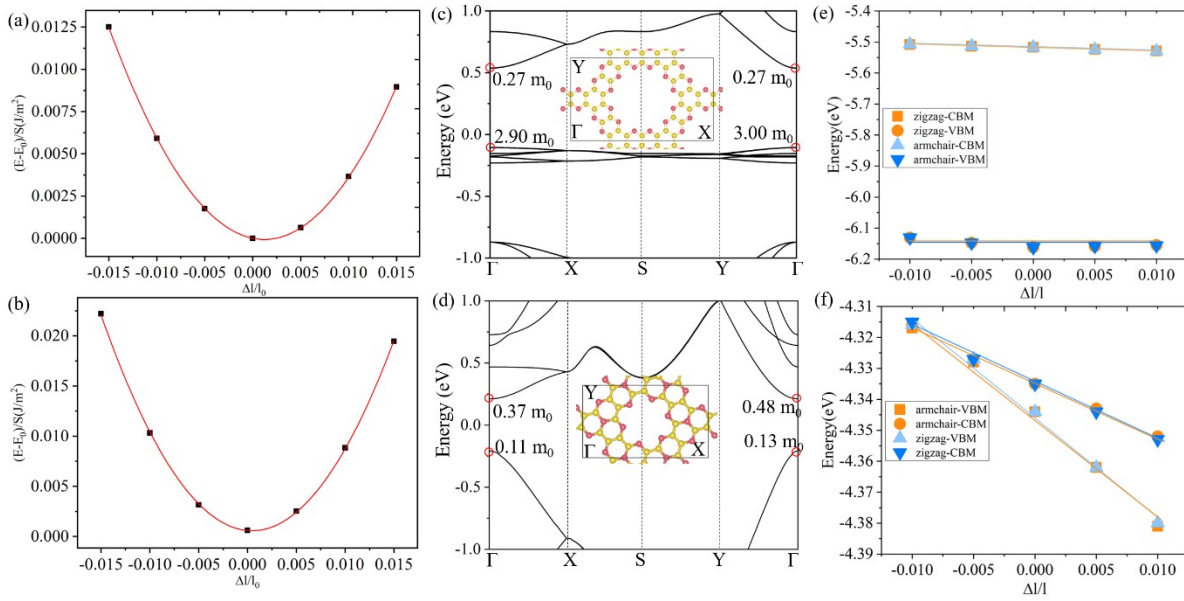 (a)
(E-E₀)/S(J/m²)
0.0125
0.0100
0.0075
0.0050
0.0025
0.0000
-0.015 -0.010 -0.005 0.000 0.005 0.010 0.015
Δl/l₀
(b)
(E-E₀)/S(J/m²)
0.020
0.015
0.010
0.005
0.000
-0.015 -0.010 -0.005 0.000 0.005 0.010 0.015
Δl/l₀
(c)
Energy (eV)
1.0
0.5
0.0
-0.5
-1.0
0.27 m₀
0.27 m₀
2.90 m₀
3.00 m₀
Y
Γ
X
Γ X S Y Γ
(d)
Energy (eV)
1.0
0.5
0.0
-0.5
-1.0
0.37 m₀
0.48 m₀
0.11 m₀
0.13 m₀
Y
Γ
X
Γ X S Y Γ
(e)
Energy(eV)
-5.4
-5.5
-5.6
-5.7
-5.8
-5.9
-6.0
-6.1
-6.2
zigzag-CBM
zigzag-VBM
armchair-CBM
armchair-VBM
-0.010 -0.005 0.000 0.005 0.010
Δl/l
(f)
Energy(eV)
-4.31
-4.32
-4.33
-4.34
-4.35
-4.36
-4.37
-4.38
-4.39
armchair-VBM
armchair-CBM
zigzag-VBM
zigzag-CBM
-0.010 -0.005 0.000 0.005 0.010
Δl/l